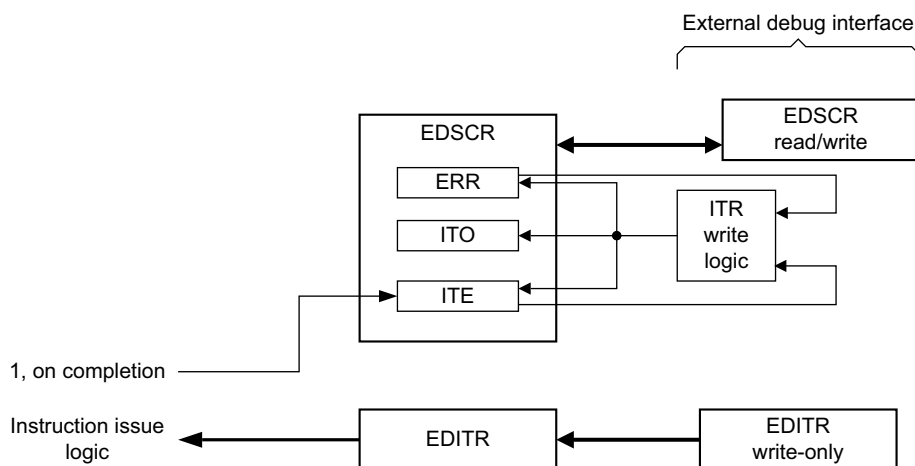 External debug interface
EDSCR
EDSCR
read/write
ERR
ITR
write
logic
ITO
ITE
1, on completion
Instruction issue
logic
EDITR
EDITR
write-only